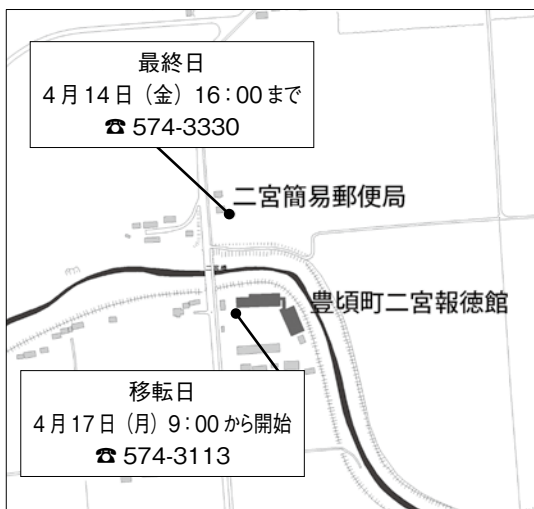 最終日
4月14日（金）16：00まで
☎ 574-3330
二宮簡易郵便局
豊頃町二宮報徳館
移転日
4月17日（月）9：00から開始
☎ 574-3113